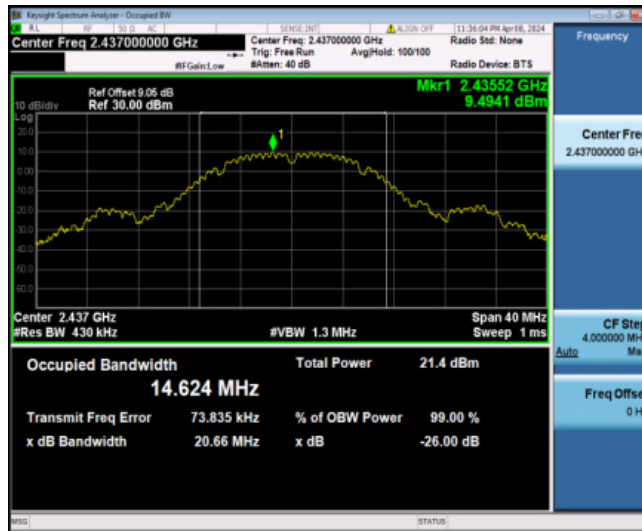 Keysight Spectrum Analyzer - Occupied BW
RL RF 50 Ω AC SENSE:INT ALIGN OFF 11:36:04 PM Apr 08, 2024
Center Freq 2.437000000 GHz Center Freq: 2.437000000 GHz Radio Std: None Frequency
Trig: Free Run Avg|Hold: 100/100
#IFGain:Low #Atten: 40 dB Radio Device: BTS
Ref Offset 9.05 dB Mkr1 2.43552 GHz
10 dB/div Ref 30.00 dBm 9.4941 dBm
Log
20.0
10.0
0.00
-10.0
-20.0
-30.0
-40.0
-50.0
-60.0
1
Center Fre
2.437000000 GH
Center 2.437 GHz Span 40 MHz
#Res BW 430 kHz #VBW 1.3 MHz Sweep 1 ms
CF Step
4.000000 MH
Auto Ma
Occupied Bandwidth Total Power 21.4 dBm
14.624 MHz
Freq Offse
0 H
Transmit Freq Error 73.835 kHz % of OBW Power 99.00 %
x dB Bandwidth 20.66 MHz x dB -26.00 dB
MSG STATUS